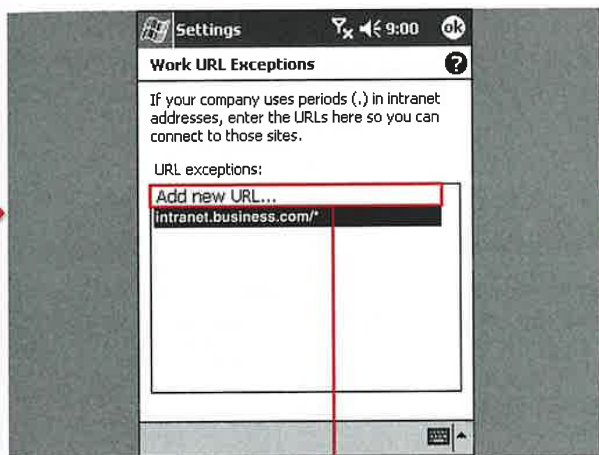 Settings 9:00 ok
Work URL Exceptions ?
If your company uses periods (.) in intranet
addresses, enter the URLs here so you can
connect to those sites.
URL exceptions:
Add new URL...
intranet.business.com/*